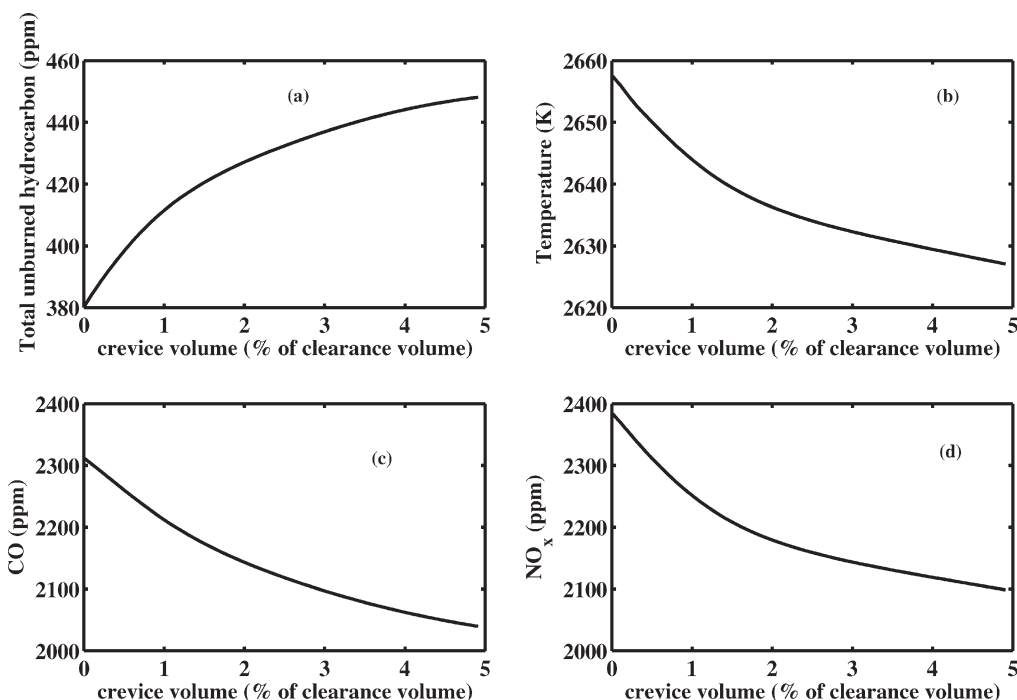 Total unburned hydrocarbon (ppm)
460
440
420
400
380
(a)
0 1 2 3 4 5
crevice volume (% of clearance volume)
Temperature (K)
2660
2650
2640
2630
2620
(b)
0 1 2 3 4 5
crevice volume (% of clearance volume)
CO (ppm)
2400
2300
2200
2100
2000
(c)
0 1 2 3 4 5
crevice volume (% of clearance volume)
NOx (ppm)
2400
2300
2200
2100
2000
(d)
0 1 2 3 4 5
crevice volume (% of clearance volume)